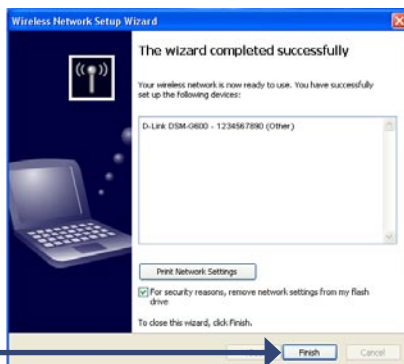 Wireless Network Setup Wizard
The wizard completed successfully
Your wireless network is now ready to use. You have successfully
set up the following devices:
D-Link DSM-G600 - 1234567890 (Other)
Print Network Settings
For security reasons, remove network settings from my flash
drive
To close this wizard, click Finish.
Finish
Cancel